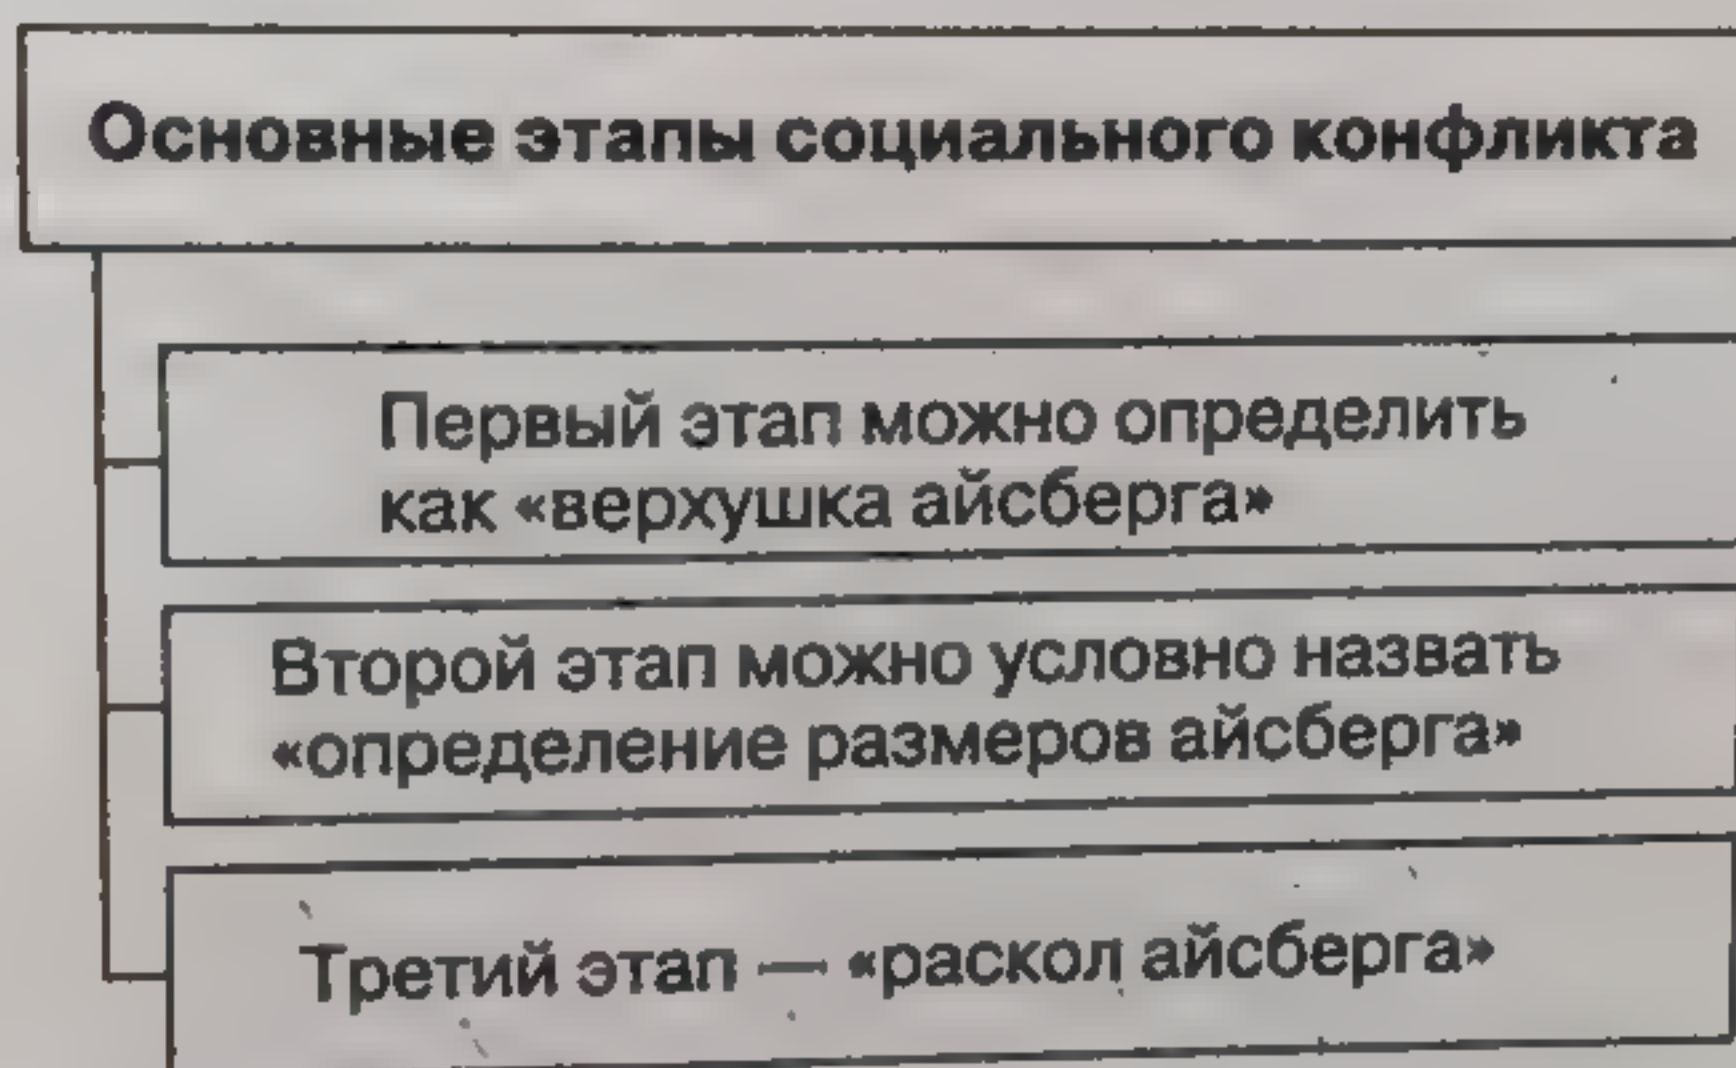 Основные этапы социального конфликта
Первый этап можно определить
как «верхушка айсберга»
Второй этап можно условно назвать
«определение размеров айсберга»
Третий этап — «раскол айсберга»